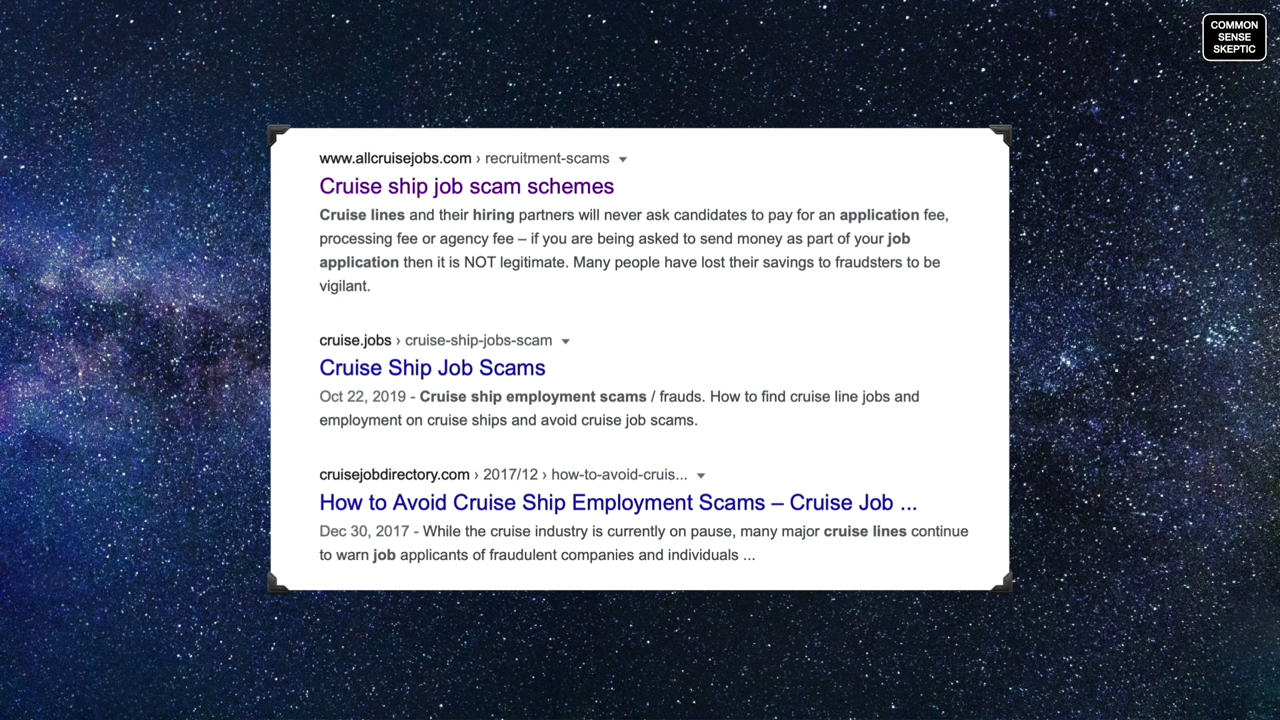 COMMON
SENSE
SKEPTIC
www.allcruisejobs.com › recruitment-scams
Cruise ship job scam schemes
Cruise lines and their hiring partners will never ask candidates to pay for an application fee,
processing fee or agency fee – if you are being asked to send money as part of your job
application then it is NOT legitimate. Many people have lost their savings to fraudsters to be
vigilant.
cruise.jobs › cruise-ship-jobs-scam
Cruise Ship Job Scams
Oct 22, 2019 - Cruise ship employment scams / frauds. How to find cruise line jobs and
employment on cruise ships and avoid cruise job scams.
cruisejobdirectory.com › 2017/12 › how-to-avoid-cruis...
How to Avoid Cruise Ship Employment Scams – Cruise Job ...
Dec 30, 2017 - While the cruise industry is currently on pause, many major cruise lines continue
to warn job applicants of fraudulent companies and individuals ...